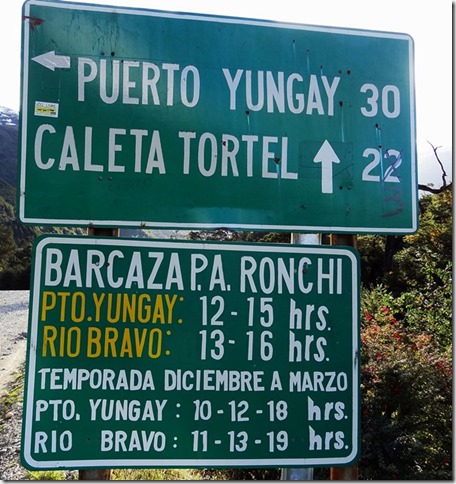 PUERTO YUNGAY 30
CALETA TORTEL 22
BARCAZA P.A. RONCHI
PTO. YUNGAY: 12 - 15 hrs.
RIO BRAVO: 13 - 16 hrs.
TEMPORADA DICIEMBRE A MARZO
PTO. YUNGAY : 10 - 12 - 18 hrs.
RIO BRAVO : 11 - 13 - 19 hrs.